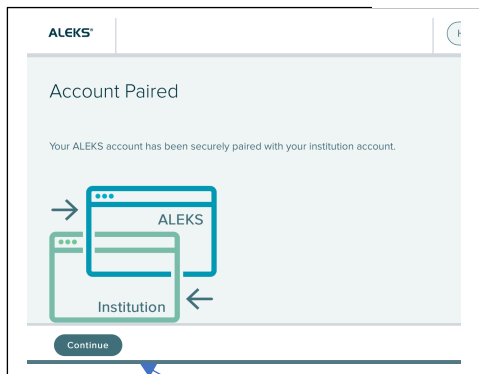 ALEKS®
H
Account Paired
Your ALEKS account has been securely paired with your institution account.
ALEKS
Institution
Continue